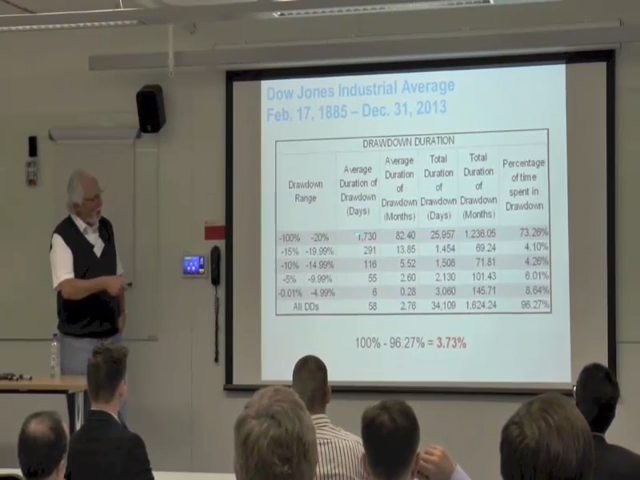 Dow Jones Industrial Average
Feb. 17, 1885 – Dec. 31, 2013
DRAWDOWN DURATION
Drawdown Range Average Duration of Drawdown (Days) Average Duration of Drawdown (Months) Total Duration of Drawdown (Days) Total Duration of Drawdown (Months) Percentage of time spent in Drawdown
-100% -20% 1,730 82.40 25,957 1,236.05 73.26%
-15% -19.99% 291 13.85 1,454 69.24 4.10%
-10% -14.99% 116 5.52 1,508 71.81 4.26%
-5% -9.99% 55 2.60 2,130 101.43 6.01%
-0.01% -4.99% 6 0.28 3,060 145.71 8.64%
All DDs 58 2.76 34,109 1,624.24 96.27%
100% - 96.27% = 3.73%